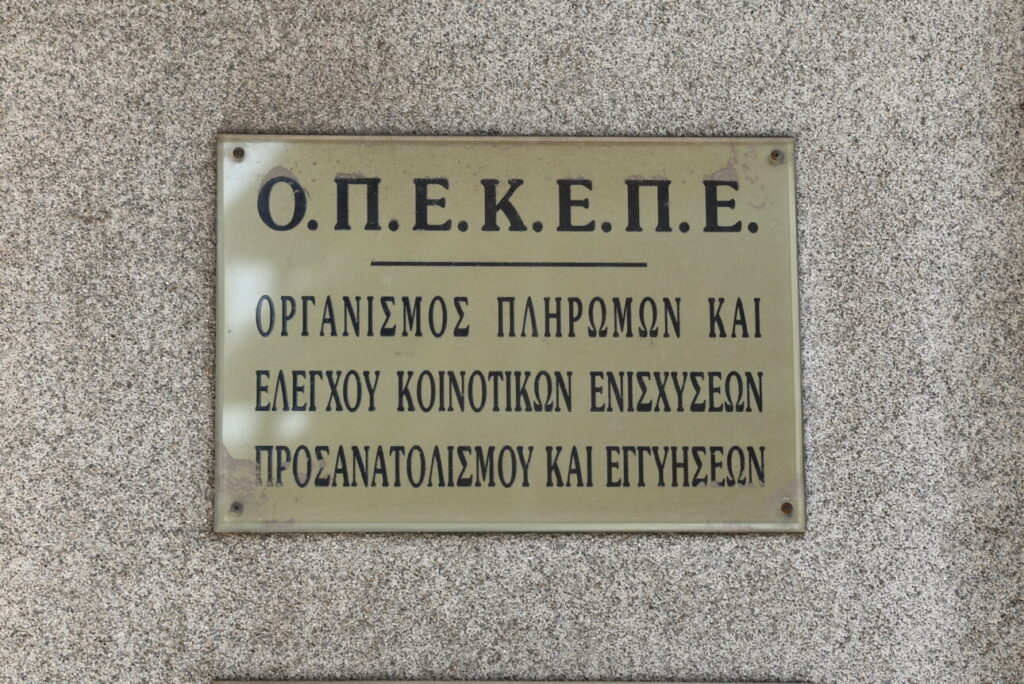 Ο.Π.Ε.Κ.Ε.Π.Ε.
ΟΡΓΑΝΙΣΜΟΣ ΠΛΗΡΩΜΩΝ ΚΑΙ
ΕΛΕΓΧΟΥ ΚΟΙΝΟΤΙΚΩΝ ΕΝΙΣΧΥΣΕΩΝ
ΠΡΟΣΑΝΑΤΟΛΙΣΜΟΥ ΚΑΙ ΕΓΓΥΗΣΕΩΝ